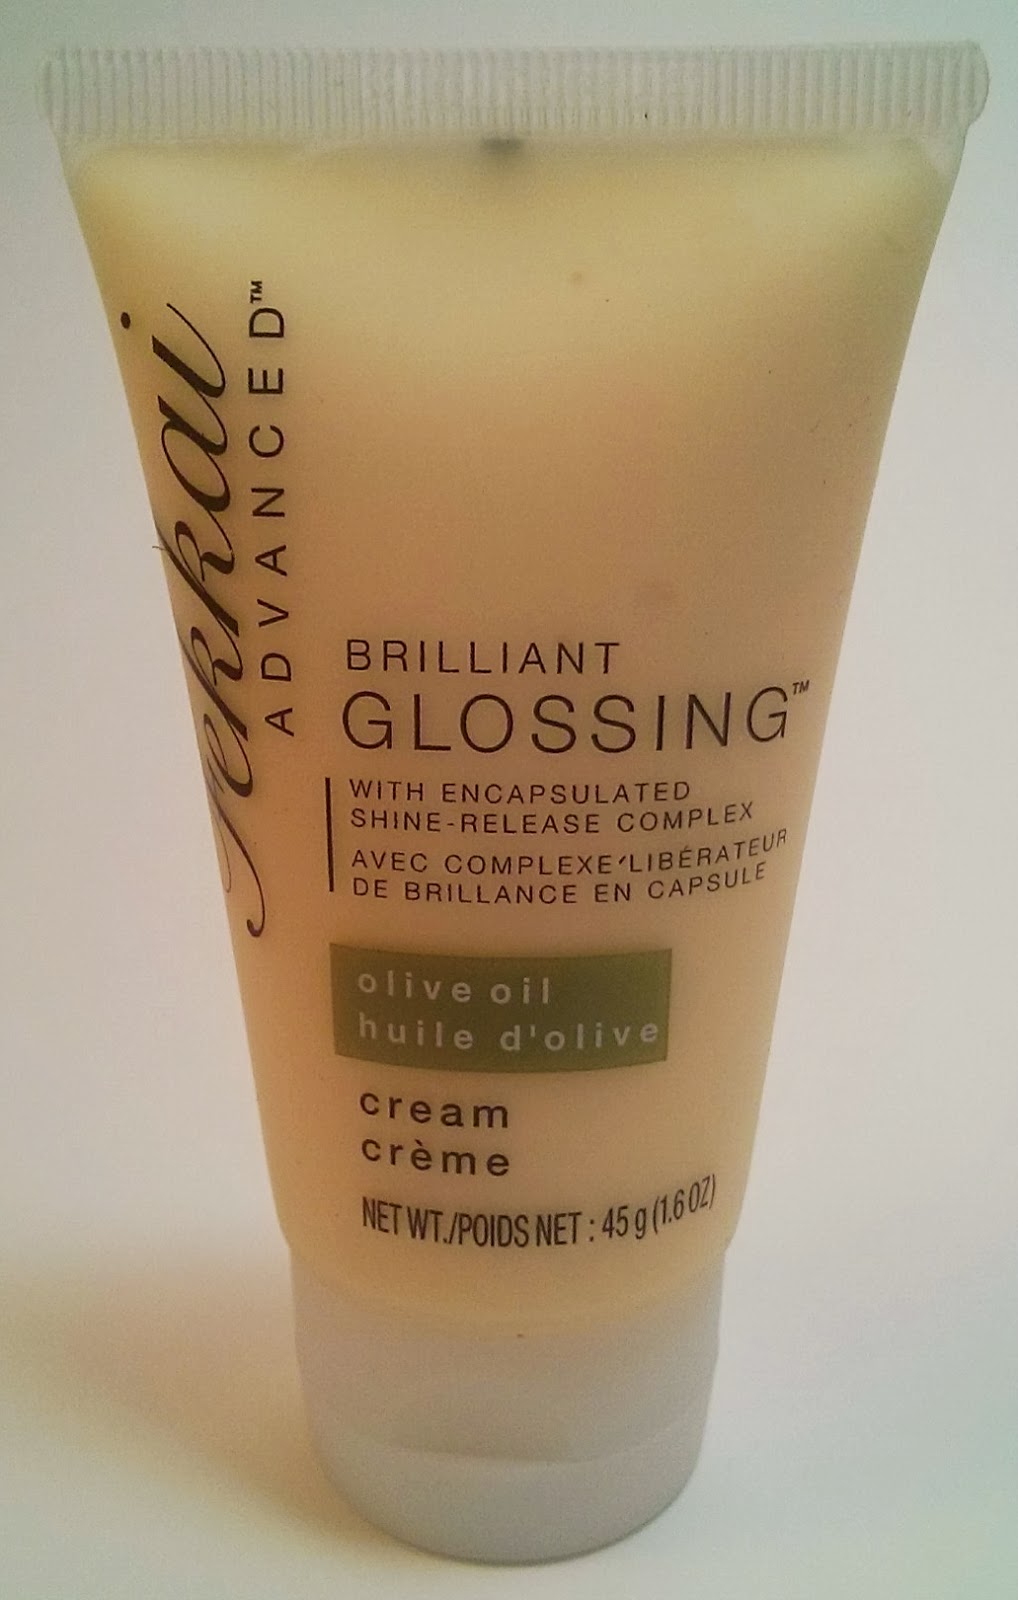 fekkai
ADVANCED™
BRILLIANT
GLOSSING™
WITH ENCAPSULATED
SHINE-RELEASE COMPLEX
AVEC COMPLEXE LIBÉRATEUR
DE BRILLANCE EN CAPSULE
olive oil
huile d'olive
cream
crème
NET WT./POIDS NET : 45 g (1.6 OZ)